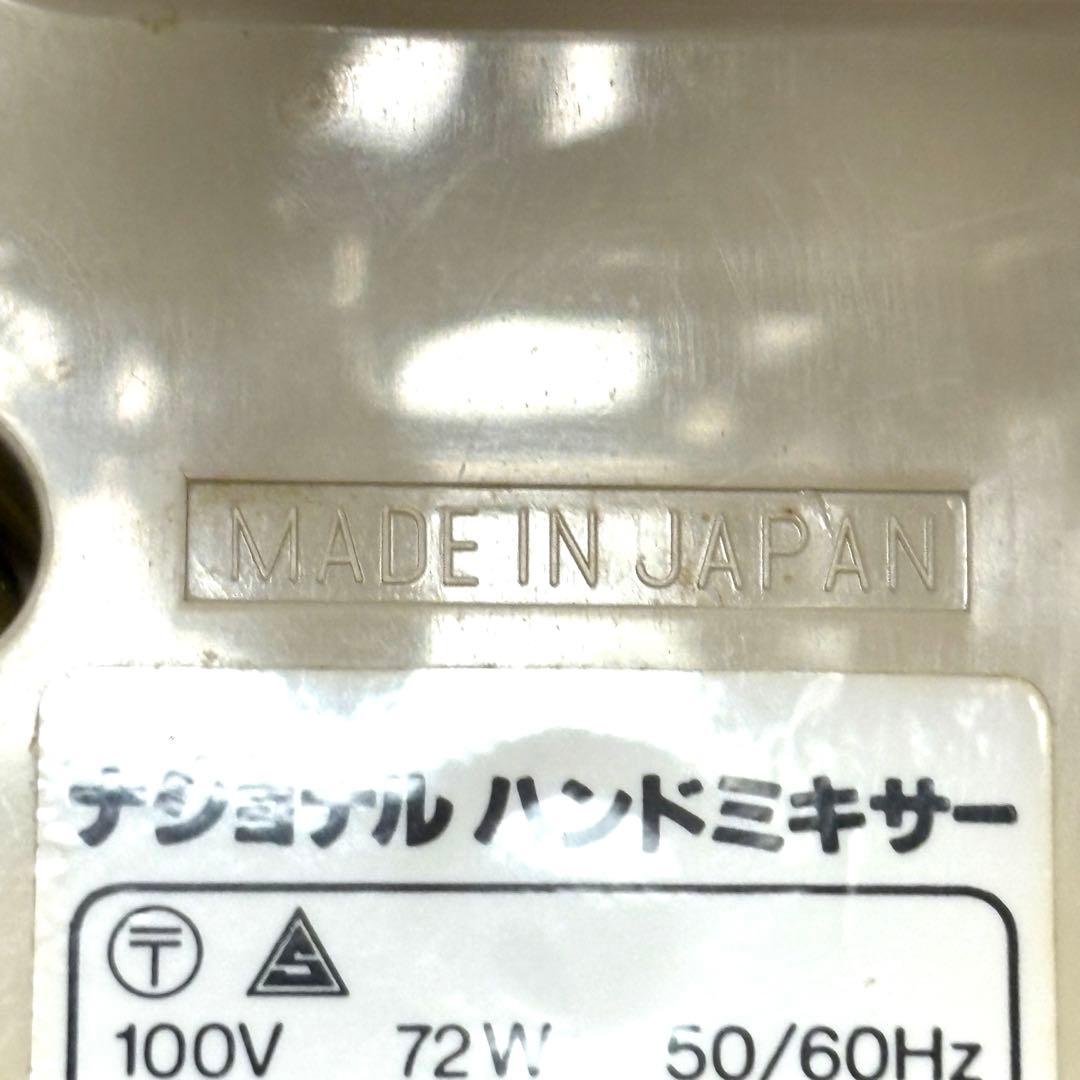 MADE IN JAPAN
ナショナル ハンドミキサー
〒 S
100V 72W 50/60Hz